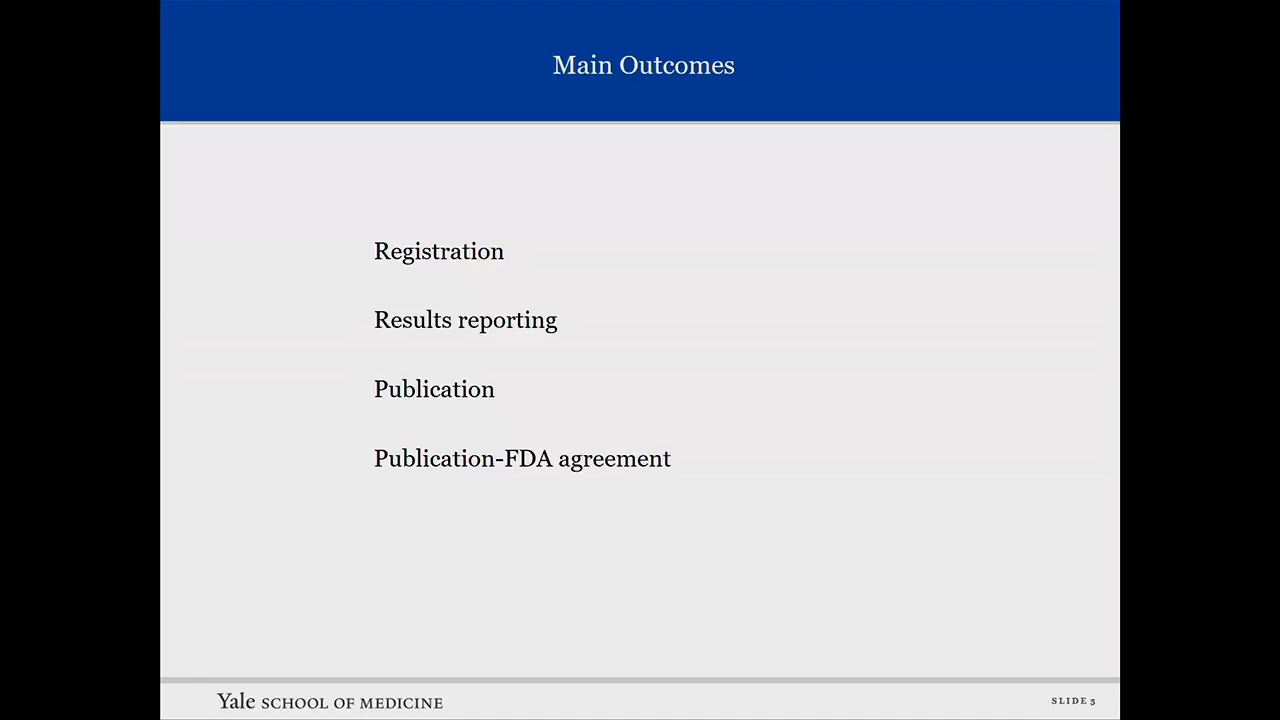 Main Outcomes
Registration
Results reporting
Publication
Publication-FDA agreement
Yale SCHOOL OF MEDICINE
SLIDE 5